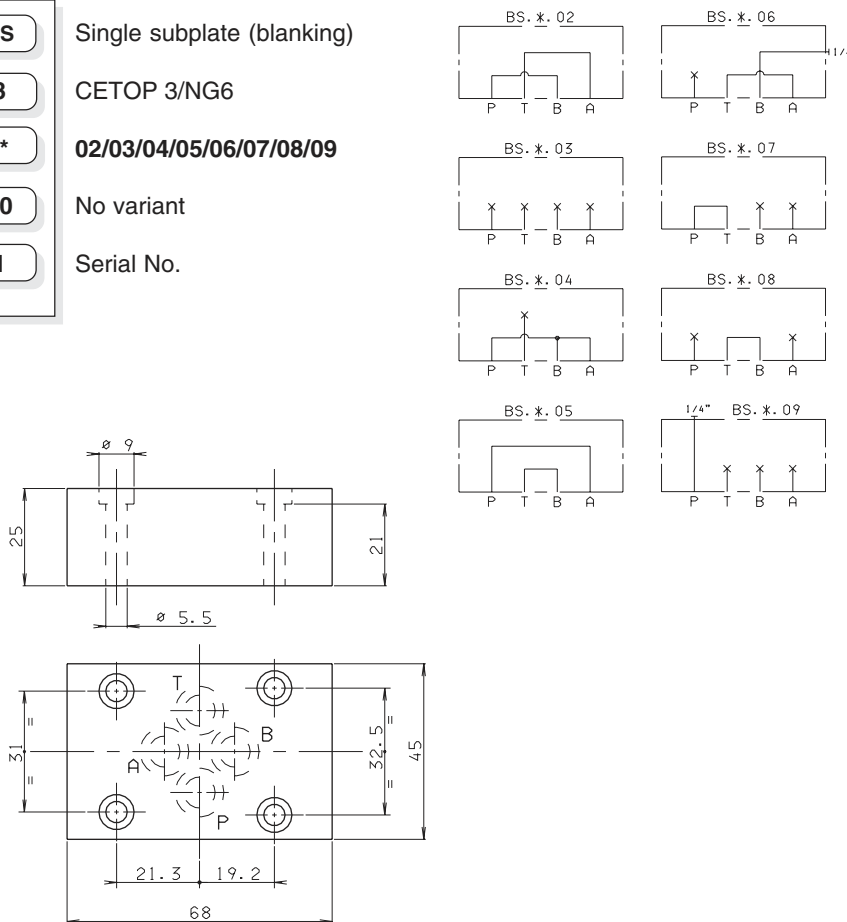 S Single subplate (blanking)
3 CETOP 3/NG6
* 02/03/04/05/06/07/08/09
0 No variant
Serial No.
BS.*.02
P T B A
BS.*.06
P T B A
BS.*.03
P T B A
BS.*.07
P T B A
BS.*.04
P T B A
BS.*.08
P T B A
BS.*.05
P T B A
1/4" BS.*.09
P T B A
ø 9
25
21
ø 5.5
T
B
A
P
31
=
=
32.5
=
=
45
21.3 19.2
68